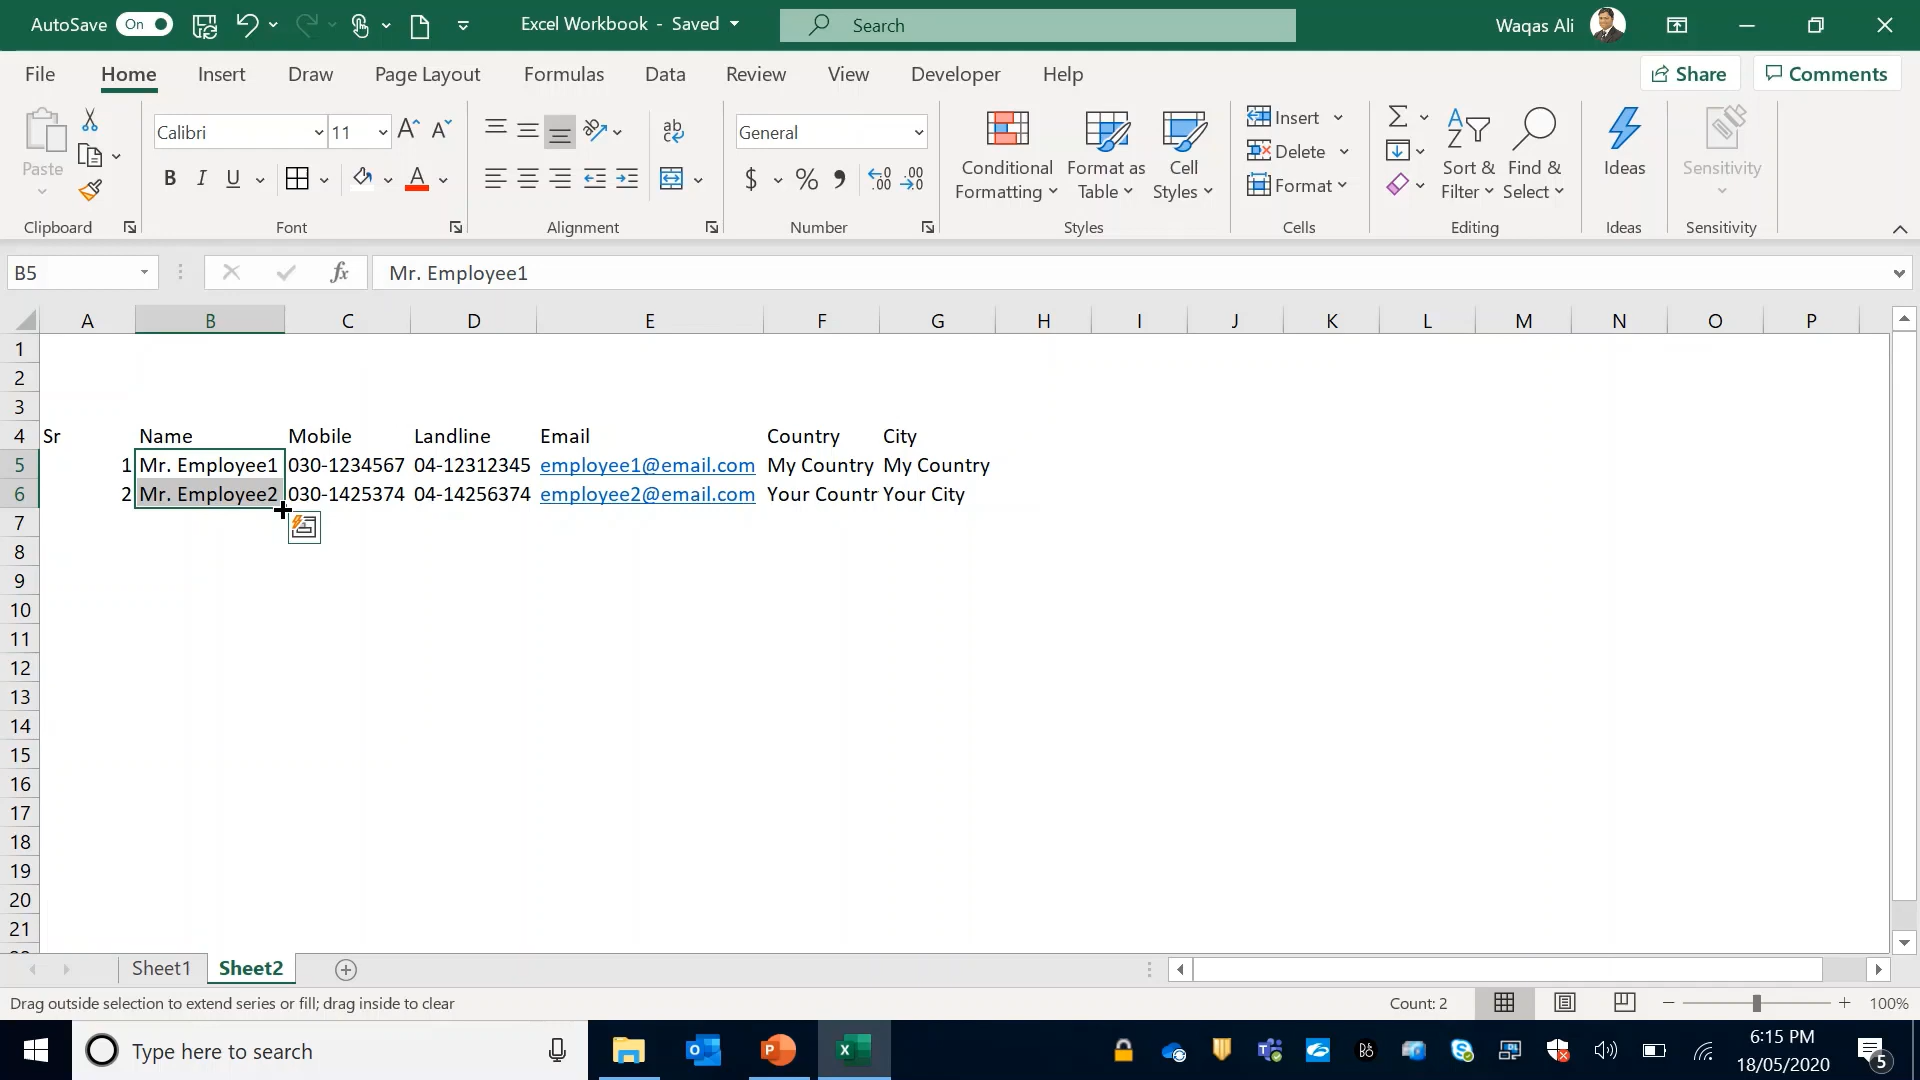 AutoSave On Excel Workbook - Saved Search Waqas Ali
File Home Insert Draw Page Layout Formulas Data Review View Developer Help Share Comments
Paste
Clipboard
Calibri 11
B I U A
Font
ab
Alignment
General
$ % 9 .00 .00
Number
Conditional Formatting
Format as Table
Cell Styles
Styles
Insert
Delete
Format
Cells
Sort & Filter
Find & Select
Editing
Ideas
Ideas
Sensitivity
Sensitivity
B5 fx Mr. Employee1
A B C D E F G H I J K L M N O P
1
2
3
4 Sr Name Mobile Landline Email Country City
5 1 Mr. Employee1 030-1234567 04-12312345 employee1@email.com My Country My Country
6 2 Mr. Employee2 030-1425374 04-14256374 employee2@email.com Your Countr Your City
7
8
9
10
11
12
13
14
15
16
17
18
19
20
21
Sheet1 Sheet2
Drag outside selection to extend series or fill; drag inside to clear Count: 2 100%
Type here to search 6:15 PM
18/05/2020 5